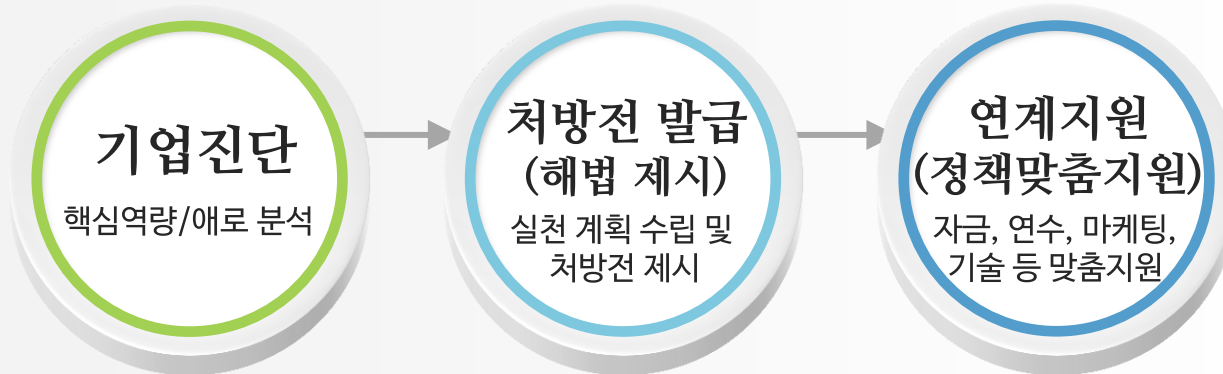 기업진단
핵심역량/애로 분석
처방전 발급
(해법 제시)
실천 계획 수립 및
처방전 제시
연계지원
(정책맞춤지원)
자금, 연수, 마케팅,
기술 등 맞춤지원